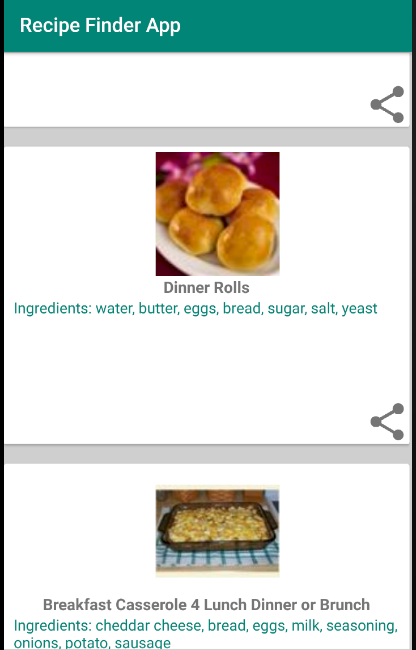 Recipe Finder App
Dinner Rolls
Ingredients: water, butter, eggs, bread, sugar, salt, yeast
Breakfast Casserole 4 Lunch Dinner or Brunch
Ingredients: cheddar cheese, bread, eggs, milk, seasoning,
onions, potato, sausage